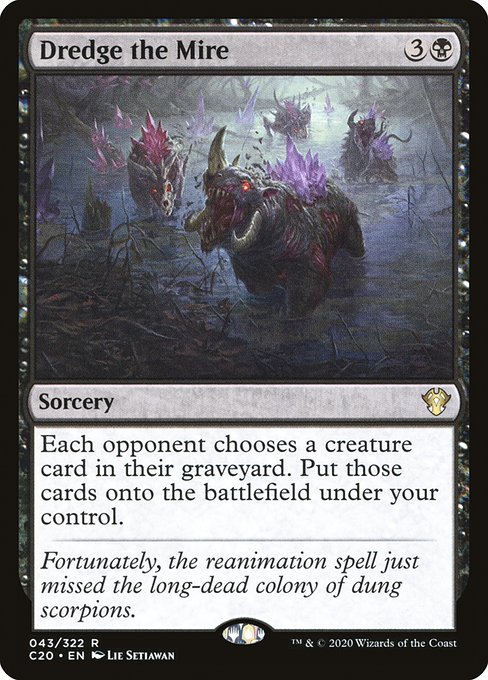 Dredge the Mire 3
Sorcery
Each opponent chooses a creature
card in their graveyard. Put those
cards onto the battlefield under your
control.
Fortunately, the reanimation spell just
missed the long-dead colony of dung
scorpions.
043/322 R
C20 • EN Lie Setiawan
™ & © 2020 Wizards of the Coast